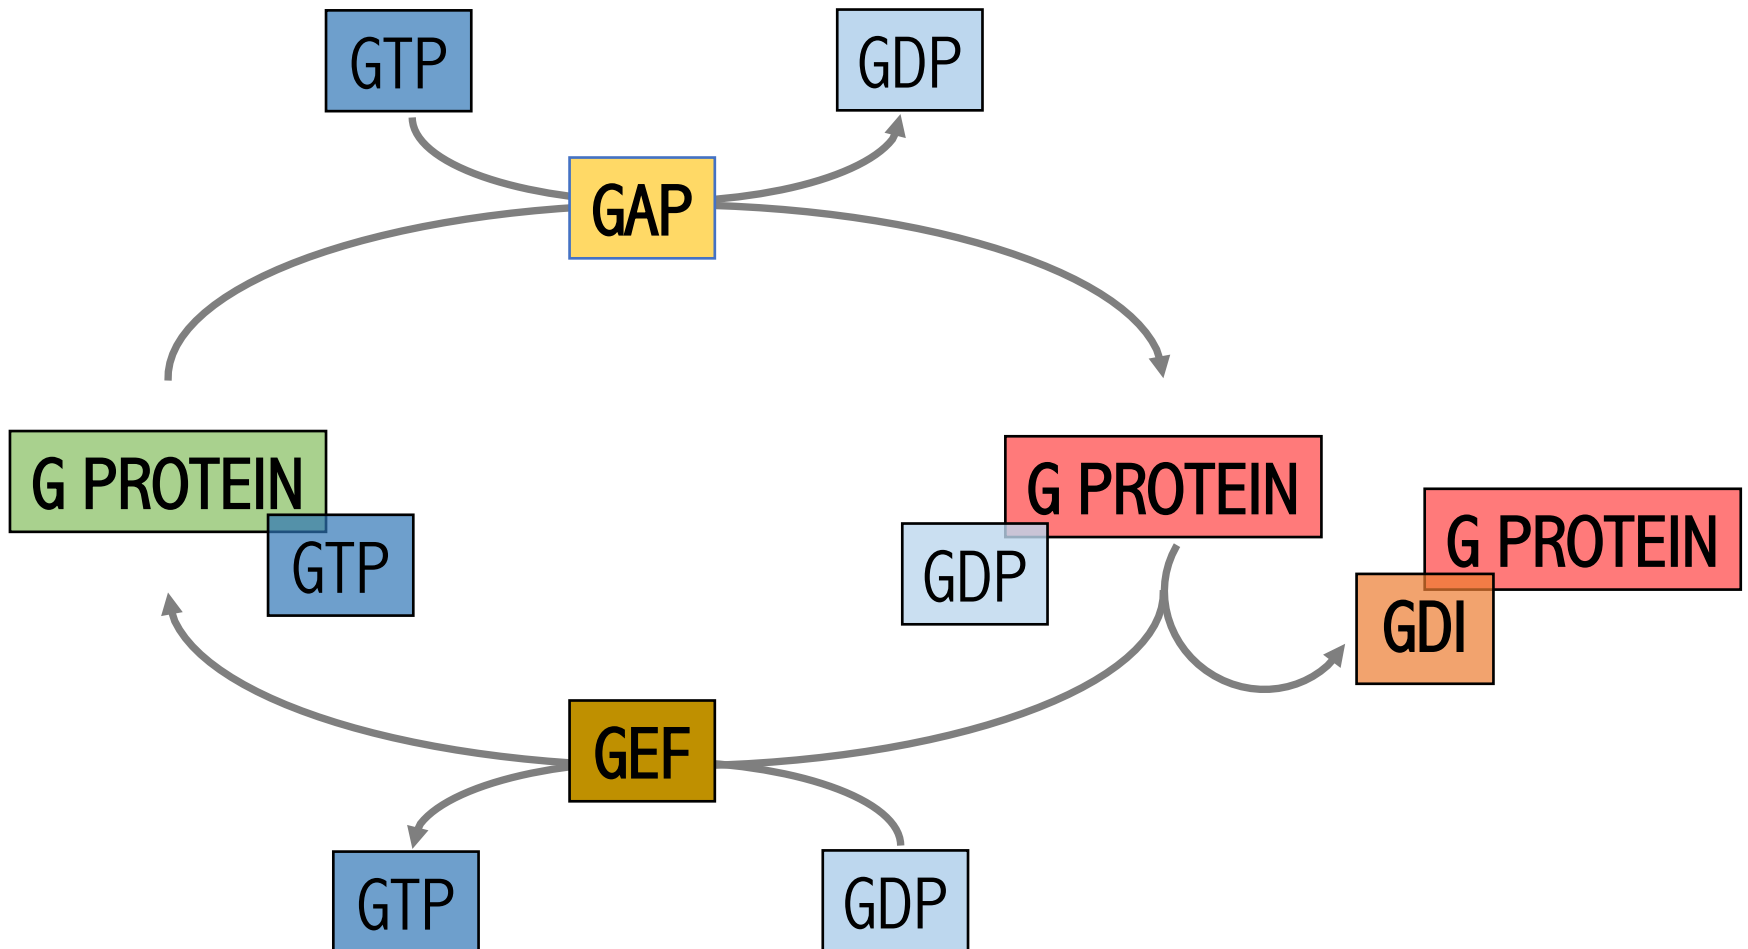 GTP
GDP
GAP
G PROTEIN
GTP
G PROTEIN
GDP
G PROTEIN
GDI
GEF
GTP
GDP